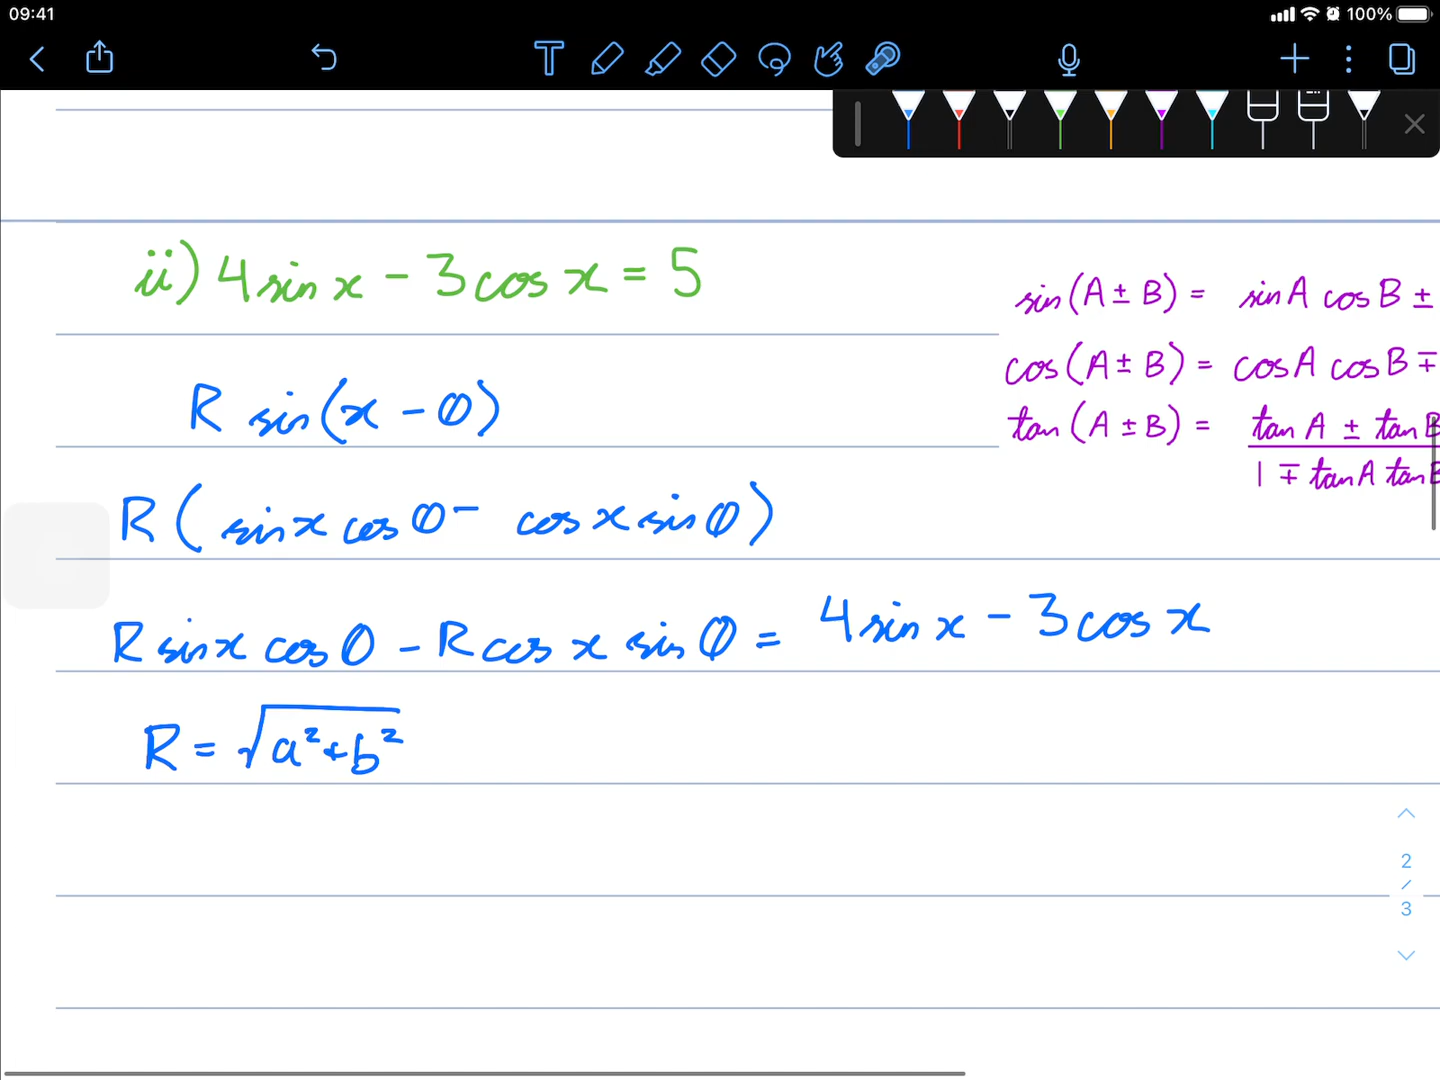 09:41
100%
T
ii) 4 sin x - 3 cos x = 5
sin(A ± B) = sin A cos B ±
cos(A ± B) = cos A cos B ∓
tan(A ± B) = tan A ± tan B
1 ∓ tan A tan B
R sin(x - θ)
R ( sin x cos θ - cos x sin θ )
R sin x cos θ - R cos x sin θ = 4 sin x - 3 cos x
R = √a² + b²
2
/
3